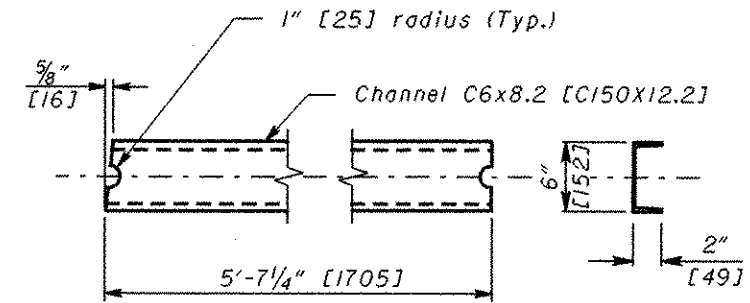 1" [25] radius (Typ.)
5/8"
[16]
Channel C6x8.2 [C150X12.2]
6"
[152]
2"
[49]
5'-7 1/4" [1705]